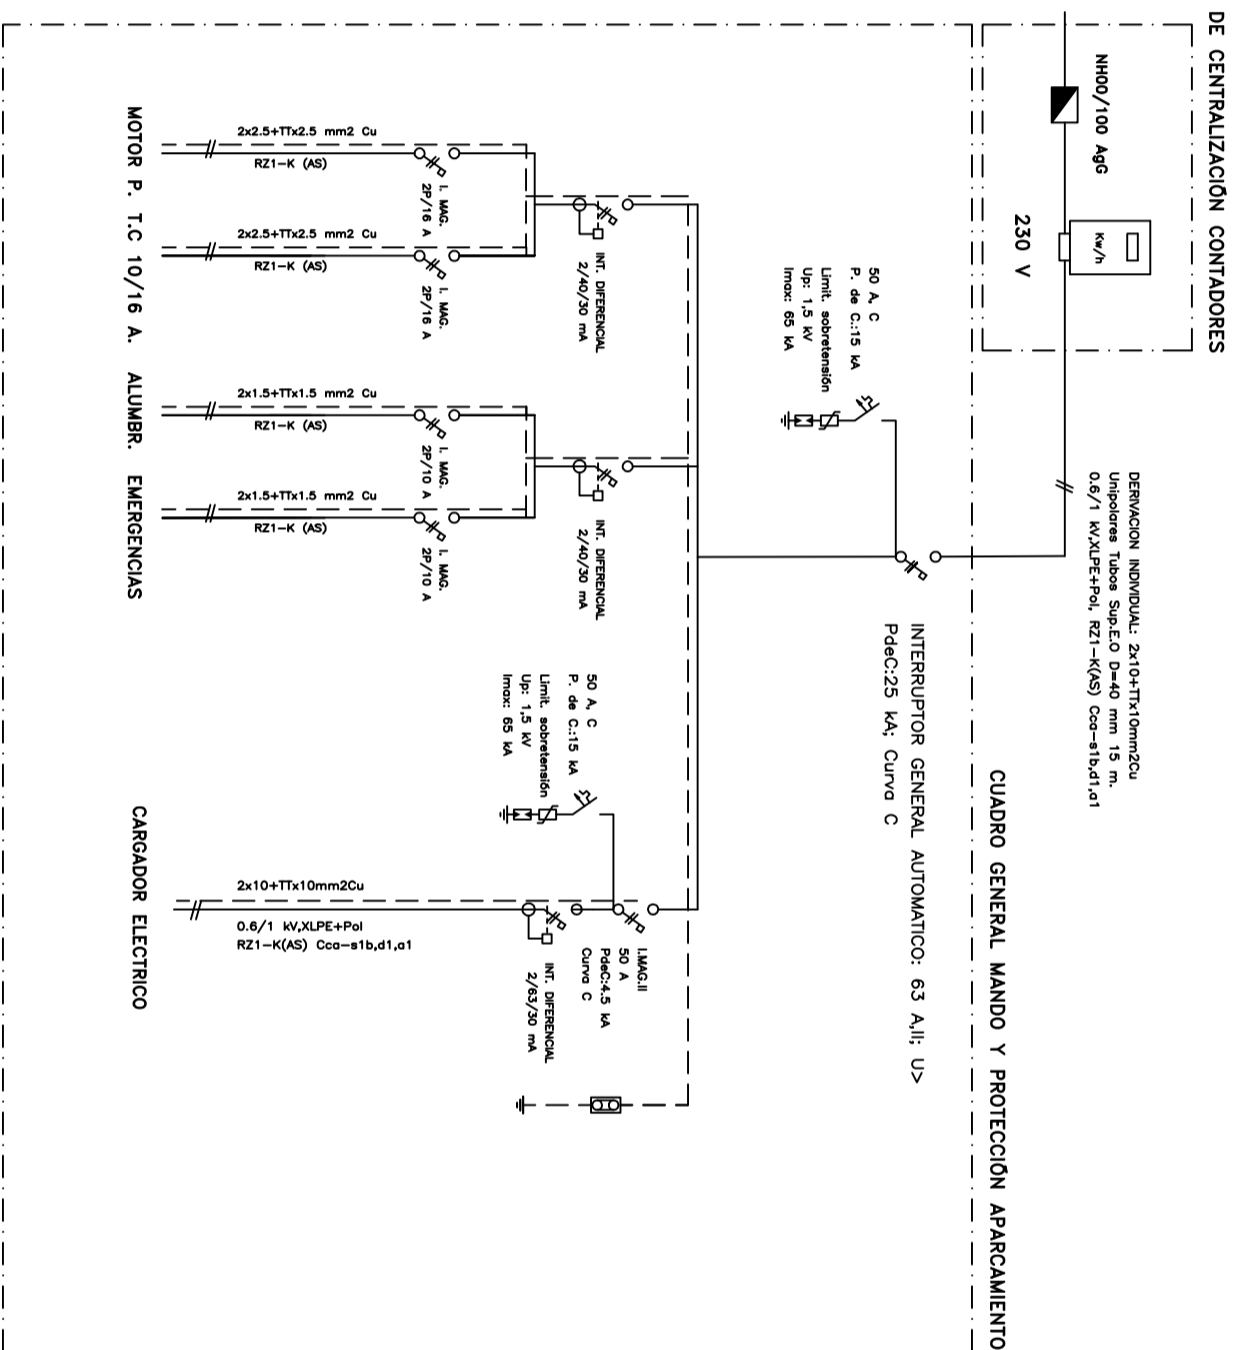 DE CENTRALIZACIÓN CONTADORES
NH00/100 AgG
Kw/h
230 V
DERIVACION INDIVIDUAL: 2x10+TTx10mm2Cu
Unipolares Tubos Sup.E.O D=40 mm 15 m.
0.6/1 kV,XLPE+Pol, RZ1-K(AS) Cca-s1b,d1,a1
CUADRO GENERAL MANDO Y PROTECCIÓN APARCAMIENTO
INTERRUPTOR GENERAL AUTOMATICO: 63 A,II; U>
PdeC:25 kA; Curva C
50 A, C
P. de C.:15 kA
Limit. sobretensión
Up: 1,5 kV
Imax: 65 kA
INT. DIFERENCIAL
2/40/30 mA
INT. DIFERENCIAL
2/40/30 mA
50 A, C
P. de C.:15 kA
Limit. sobretensión
Up: 1,5 kV
Imax: 65 kA
I.MAG.II
50 A
PdeC:4.5 kA
Curva C
INT. DIFERENCIAL
2/63/30 mA
I. MAG.
2P/16 A
I. MAG.
2P/16 A
I. MAG.
2P/10 A
I. MAG.
2P/10 A
2x2.5+TTx2.5 mm2 Cu
RZ1-K (AS)
2x2.5+TTx2.5 mm2 Cu
RZ1-K (AS)
2x1.5+TTx1.5 mm2 Cu
RZ1-K (AS)
2x1.5+TTx1.5 mm2 Cu
RZ1-K (AS)
2x10+TTx10mm2Cu
0.6/1 kV,XLPE+Pol
RZ1-K(AS) Cca-s1b,d1,a1
MOTOR P. T.C 10/16 A. ALUMBR. EMERGENCIAS
CARGADOR ELECTRICO